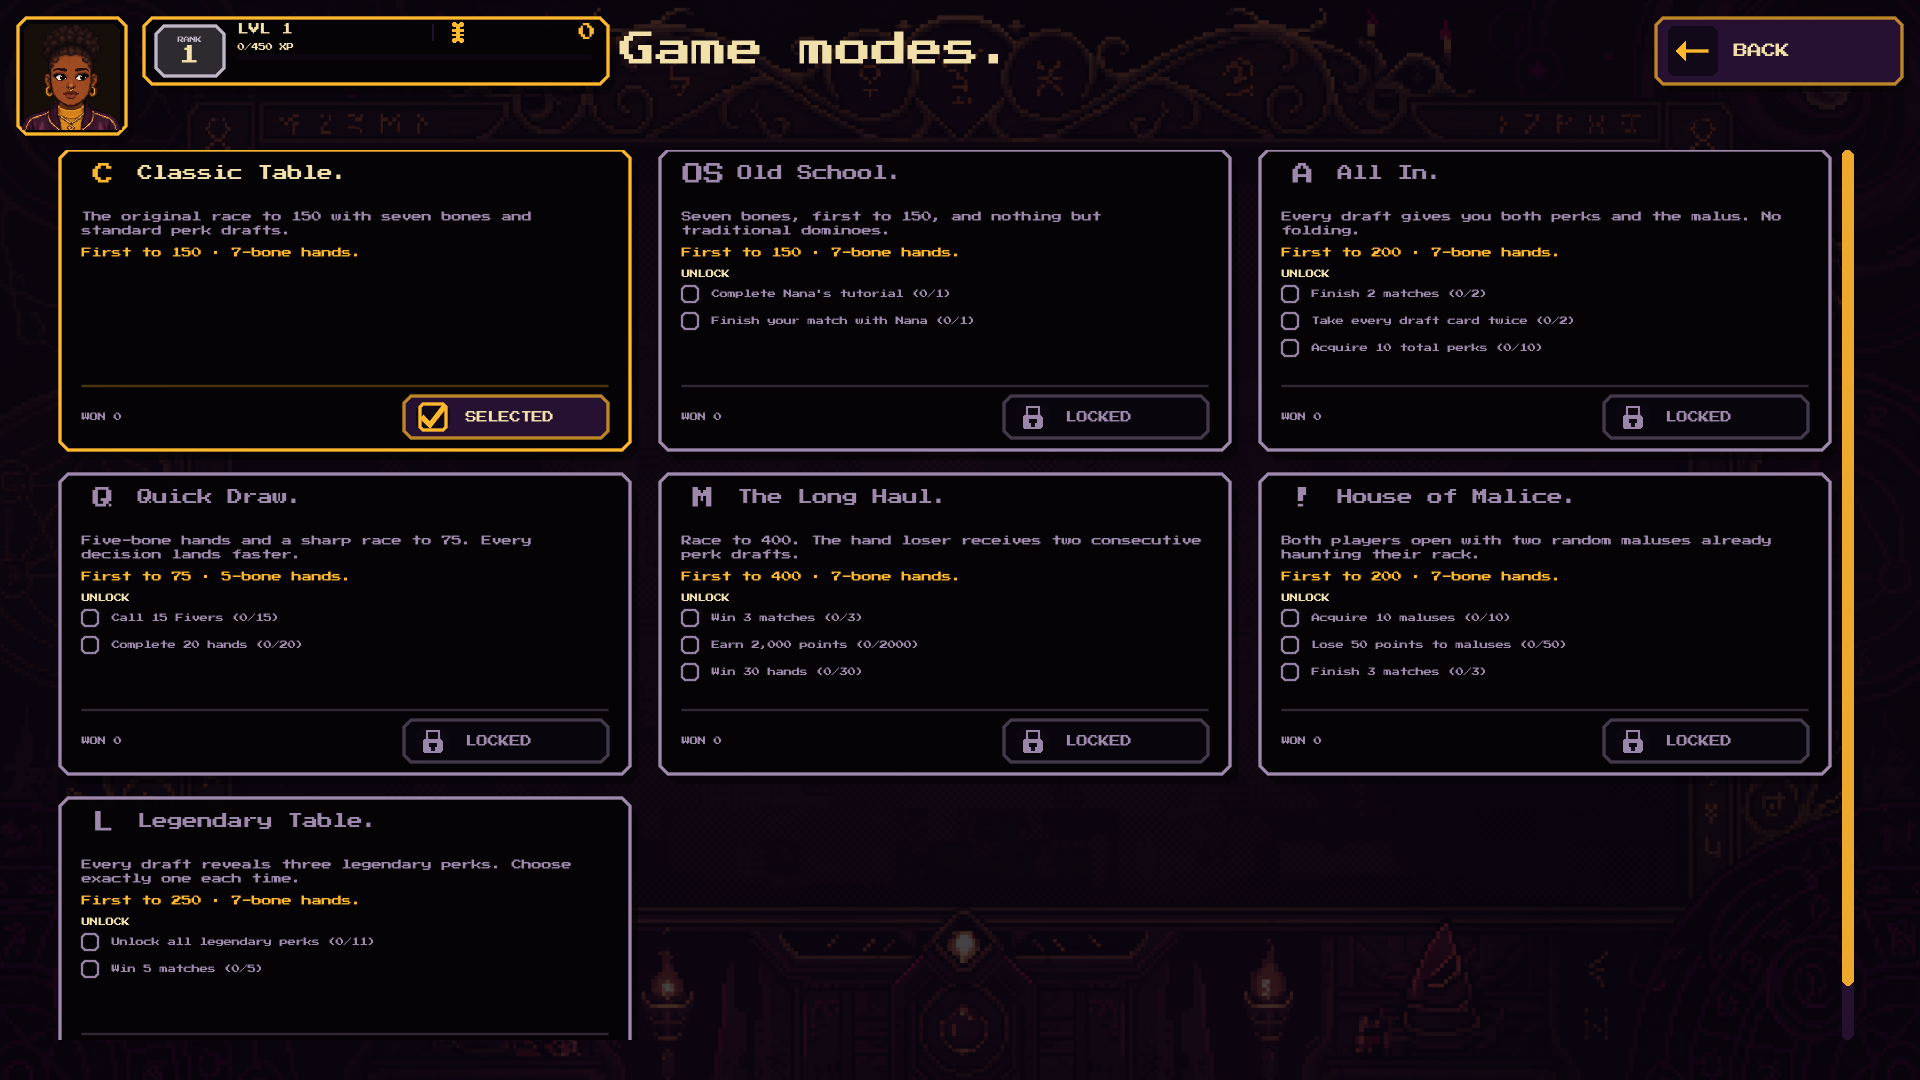 RANK
1
LVL 1
0/450 XP
0
Game modes.
BACK
C Classic Table.
The original race to 150 with seven bones and
standard perk drafts.
First to 150 · 7-bone hands.
WON 0
SELECTED
OS Old School.
Seven bones, first to 150, and nothing but
traditional dominoes.
First to 150 · 7-bone hands.
UNLOCK
Complete Nana's tutorial (0/1)
Finish your match with Nana (0/1)
WON 0
LOCKED
A All In.
Every draft gives you both perks and the malus. No
folding.
First to 200 · 7-bone hands.
UNLOCK
Finish 2 matches (0/2)
Take every draft card twice (0/2)
Acquire 10 total perks (0/10)
WON 0
LOCKED
Q Quick Draw.
Five-bone hands and a sharp race to 75. Every
decision lands faster.
First to 75 · 5-bone hands.
UNLOCK
Call 15 Fivers (0/15)
Complete 20 hands (0/20)
WON 0
LOCKED
M The Long Haul.
Race to 400. The hand loser receives two consecutive
perk drafts.
First to 400 · 7-bone hands.
UNLOCK
Win 3 matches (0/3)
Earn 2,000 points (0/2000)
Win 30 hands (0/30)
WON 0
LOCKED
! House of Malice.
Both players open with two random maluses already
haunting their rack.
First to 200 · 7-bone hands.
UNLOCK
Acquire 10 maluses (0/10)
Lose 50 points to maluses (0/50)
Finish 3 matches (0/3)
WON 0
LOCKED
L Legendary Table.
Every draft reveals three legendary perks. Choose
exactly one each time.
First to 250 · 7-bone hands.
UNLOCK
Unlock all legendary perks (0/11)
Win 5 matches (0/5)